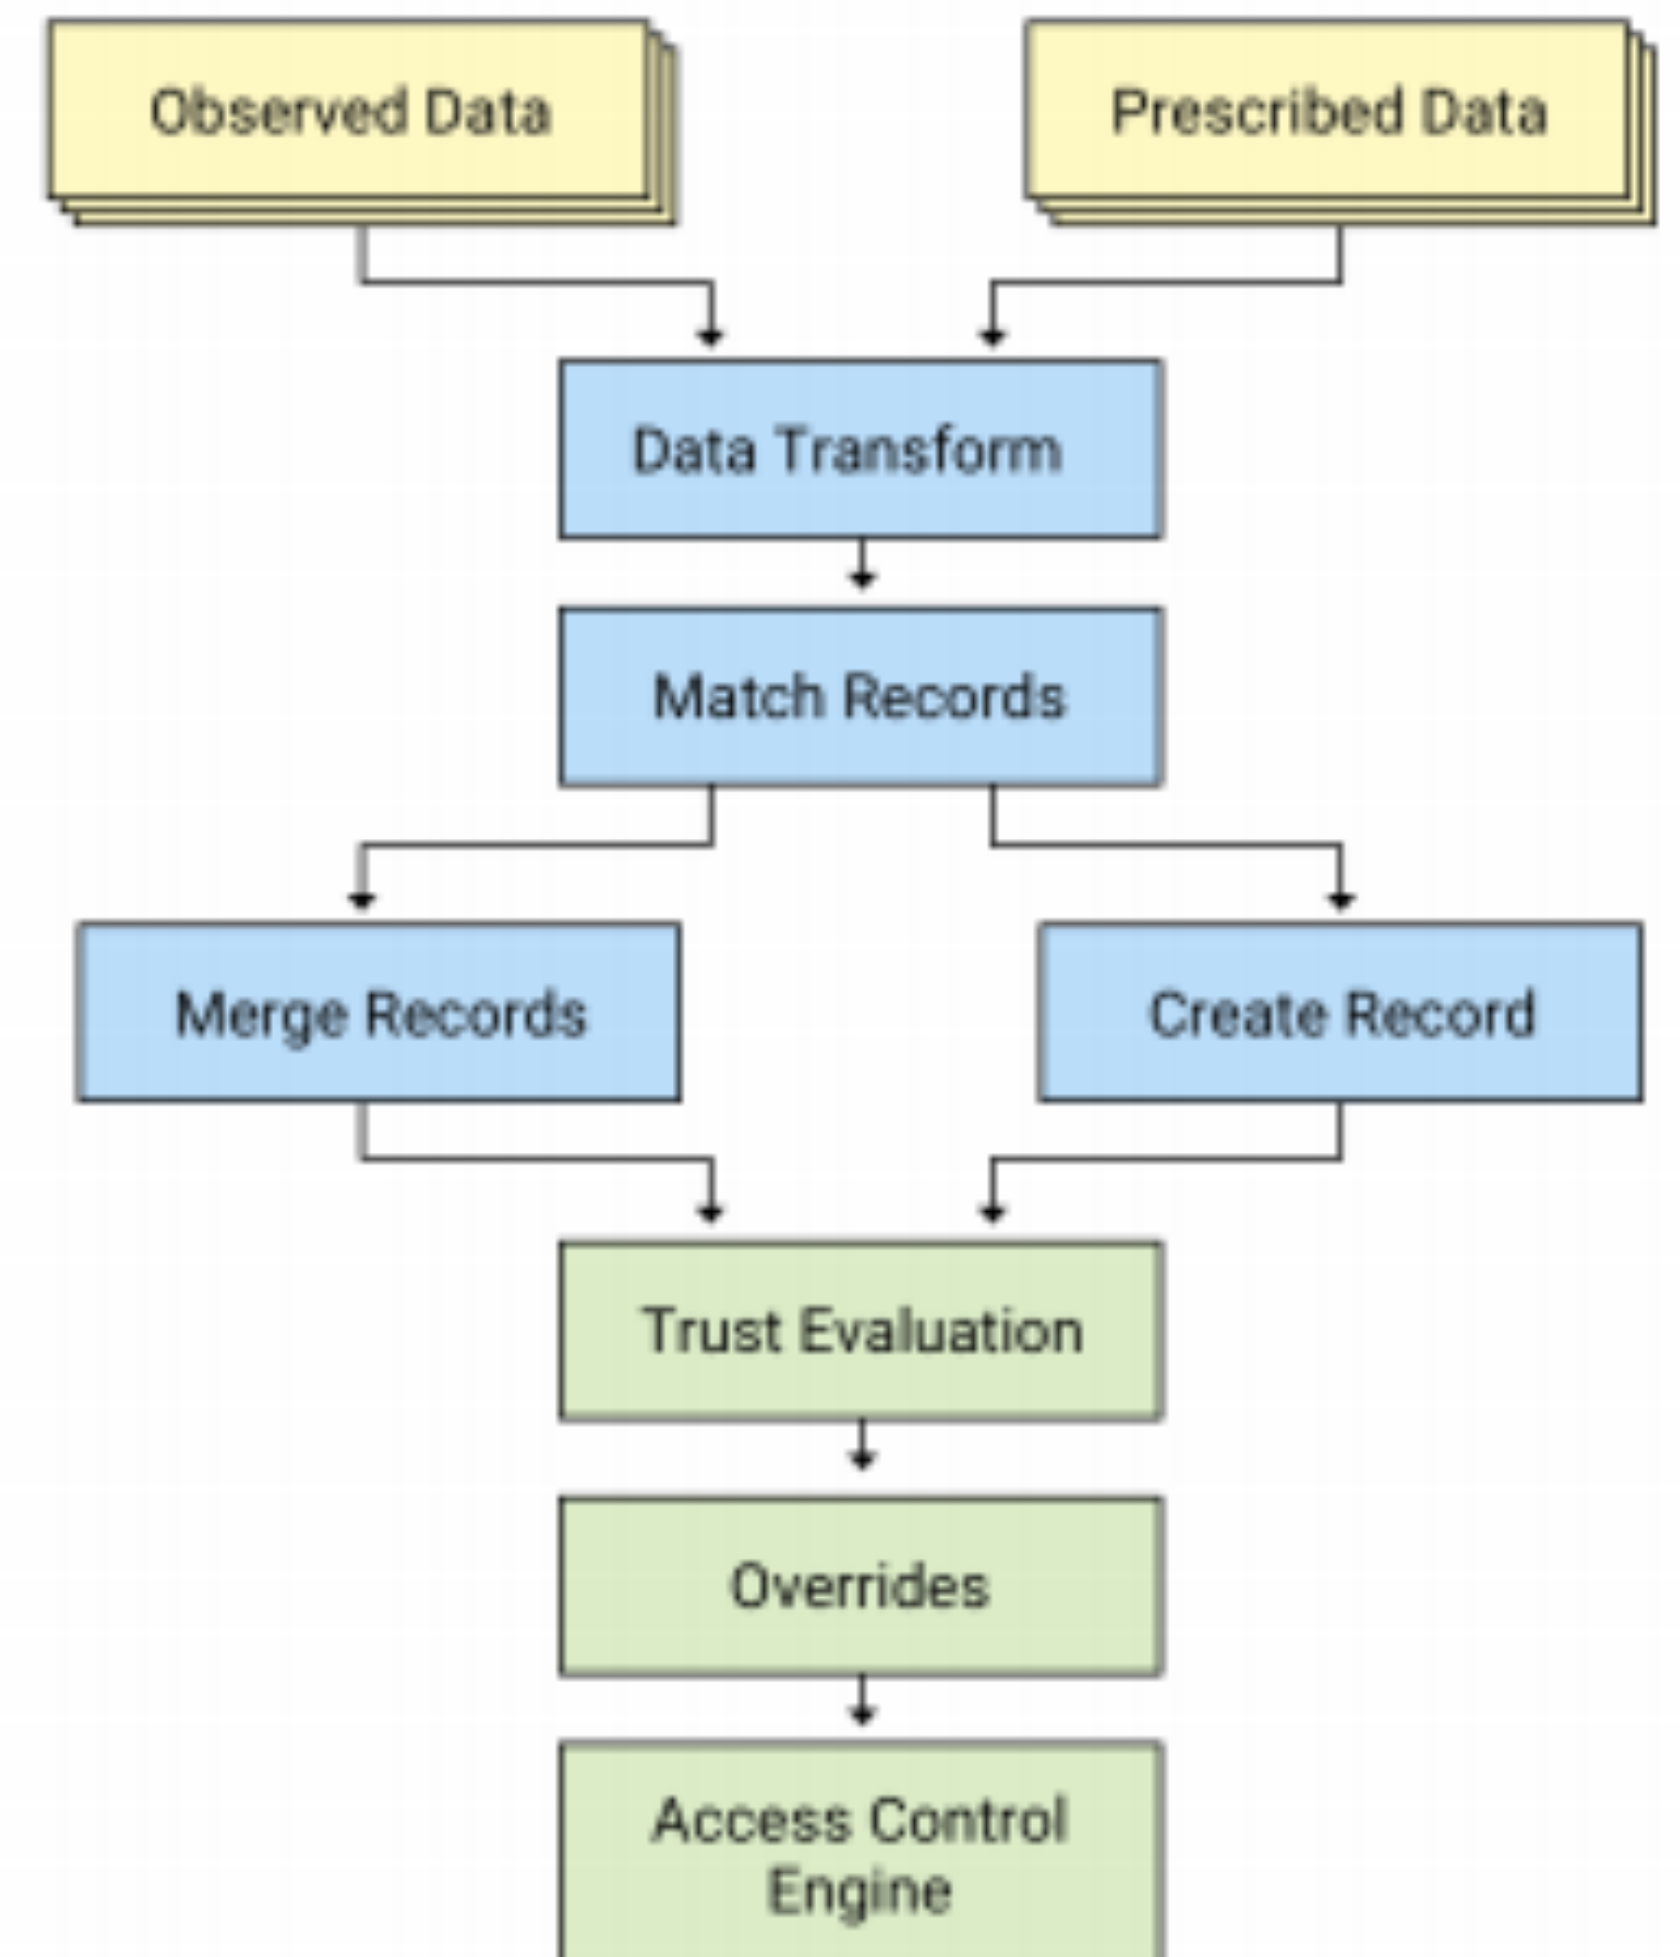 Observed Data
Prescribed Data
Data Transform
Match Records
Merge Records
Create Record
Trust Evaluation
Overrides
Access Control
Engine